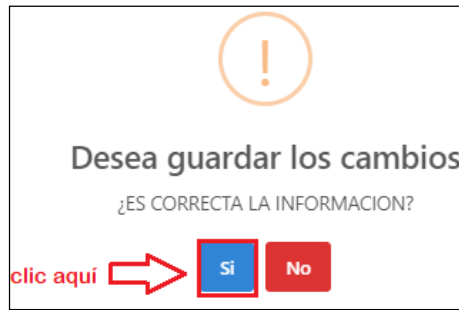 !
Desea guardar los cambios
¿ES CORRECTA LA INFORMACION?
clic aquí Si No